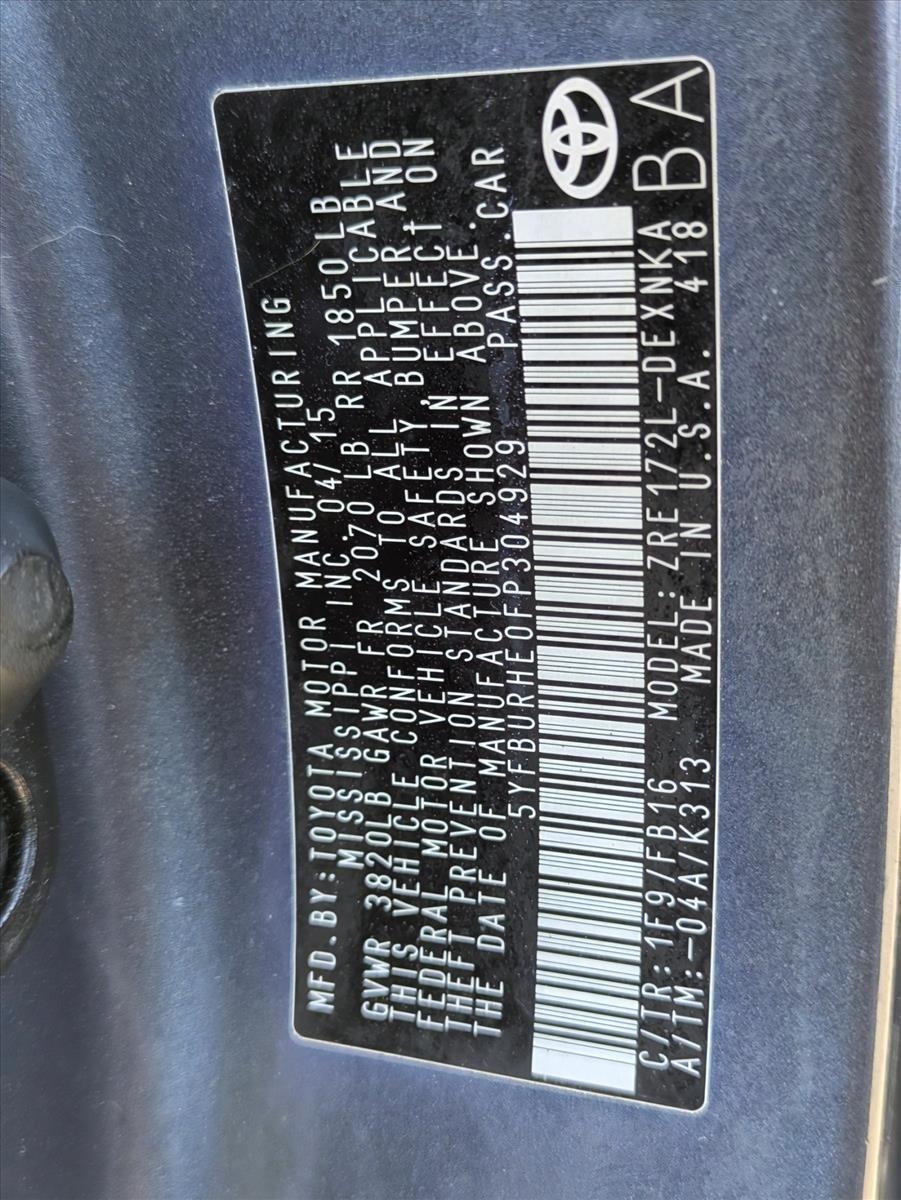 MFD.BY:TOYOTA MOTOR MANUFACTURING
MISSISSIPPI INC. 04/15
GVWR 3820LB GAWR FR 2070 LB RR 1850LB
THIS VEHICLE CONFORMS TO ALL APPLICABLE
FEDERAL MOTOR VEHICLE SAFETY, BUMPER, AND
THEFT PREVENTION STANDARDS IN EFFECT ON
THE DATE OF MANUFACTURE SHOWN ABOVE.
5YFBURHE0FP304929 PASS.CAR
C/TR: 1F9/FB16 MODEL: ZRE172L-DEXNKA
A/TM:-04A/K313 MADE IN U.S.A. 418
BA